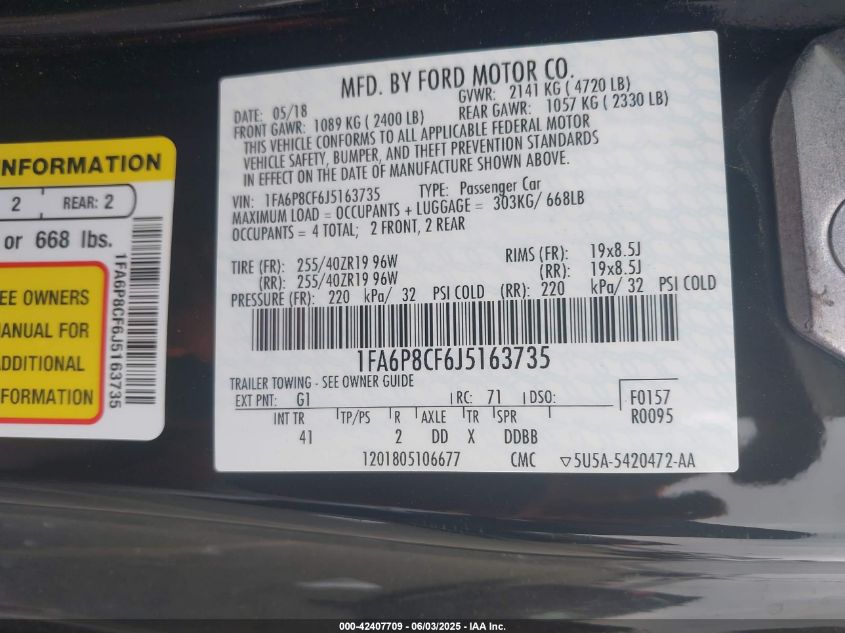 MFD. BY FORD MOTOR CO.
DATE: 05/18
GVWR: 2141 KG ( 4720 LB)
FRONT GAWR: 1089 KG ( 2400 LB)
REAR GAWR: 1057 KG ( 2330 LB)
THIS VEHICLE CONFORMS TO ALL APPLICABLE FEDERAL MOTOR
VEHICLE SAFETY, BUMPER, AND THEFT PREVENTION STANDARDS
IN EFFECT ON THE DATE OF MANUFACTURE SHOWN ABOVE.
VIN: 1FA6P8CF6J5163735 TYPE: Passenger Car
MAXIMUM LOAD = OCCUPANTS + LUGGAGE = 303KG/ 668LB
OCCUPANTS = 4 TOTAL; 2 FRONT, 2 REAR
TIRE (FR): 255/40ZR19 96W RIMS (FR): 19x8.5J
(RR): 255/40ZR19 96W (RR): 19x8.5J
PRESSURE (FR): 220 kPa/ 32 PSI COLD (RR): 220 kPa/ 32 PSI COLD
1FA6P8CF6J5163735
TRAILER TOWING - SEE OWNER GUIDE
EXT PNT: G1 RC: 71 DSO: F0157
R0095
INT TR TP/PS R AXLE TR SPR
41 2 DD X DDBB
1201805106677 CMC ▽5U5A-5420472-AA
NFORMATION
2 REAR: 2
or 668 lbs.
EE OWNERS
MANUAL FOR
ADDITIONAL
NFORMATION
1FA6P8CF6J5163735
000-42407709 - 06/03/2025 - IAA Inc.